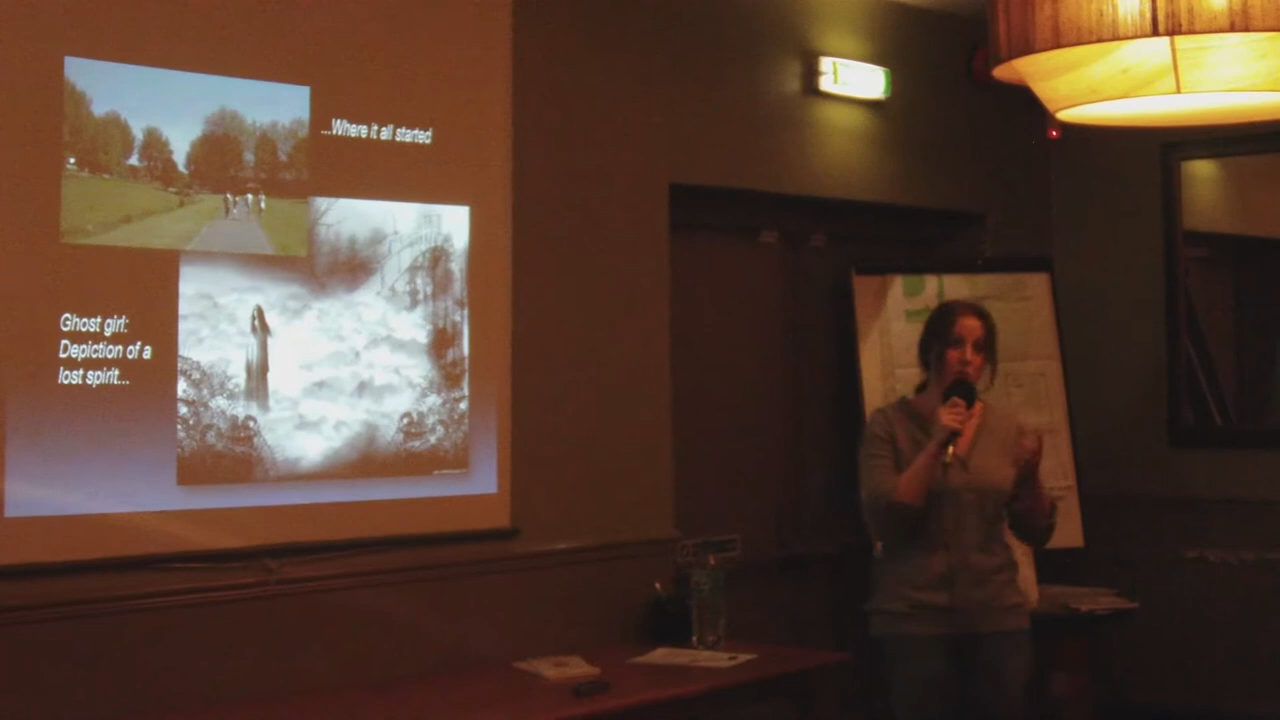 ...Where it all started
Ghost girl:
Depiction of a
lost spirit...